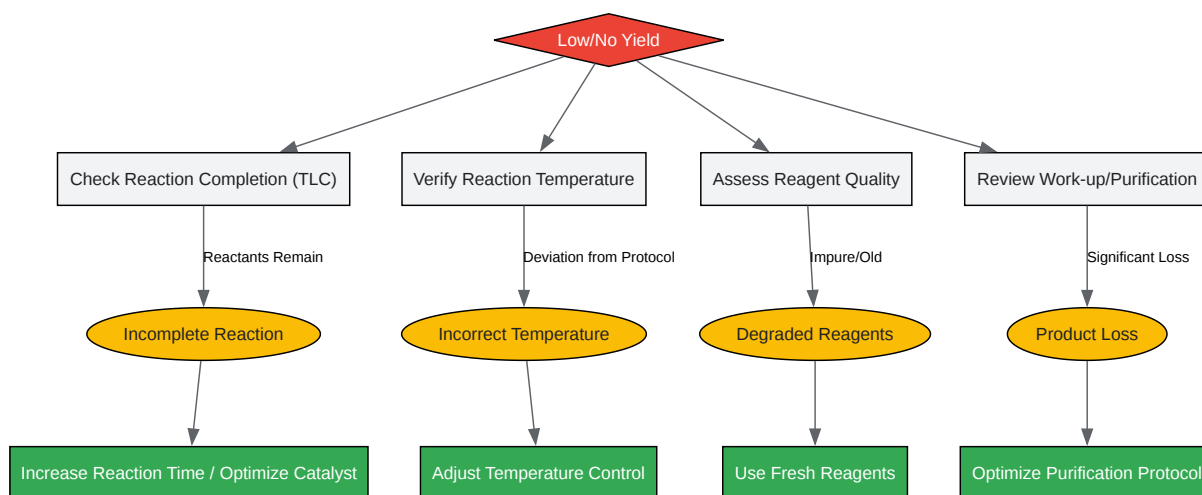 Low/No Yield
Check Reaction Completion (TLC)
Verify Reaction Temperature
Assess Reagent Quality
Review Work-up/Purification
Reactants Remain
Deviation from Protocol
Impure/Old
Significant Loss
Incomplete Reaction
Incorrect Temperature
Degraded Reagents
Product Loss
Increase Reaction Time / Optimize Catalyst
Adjust Temperature Control
Use Fresh Reagents
Optimize Purification Protocol